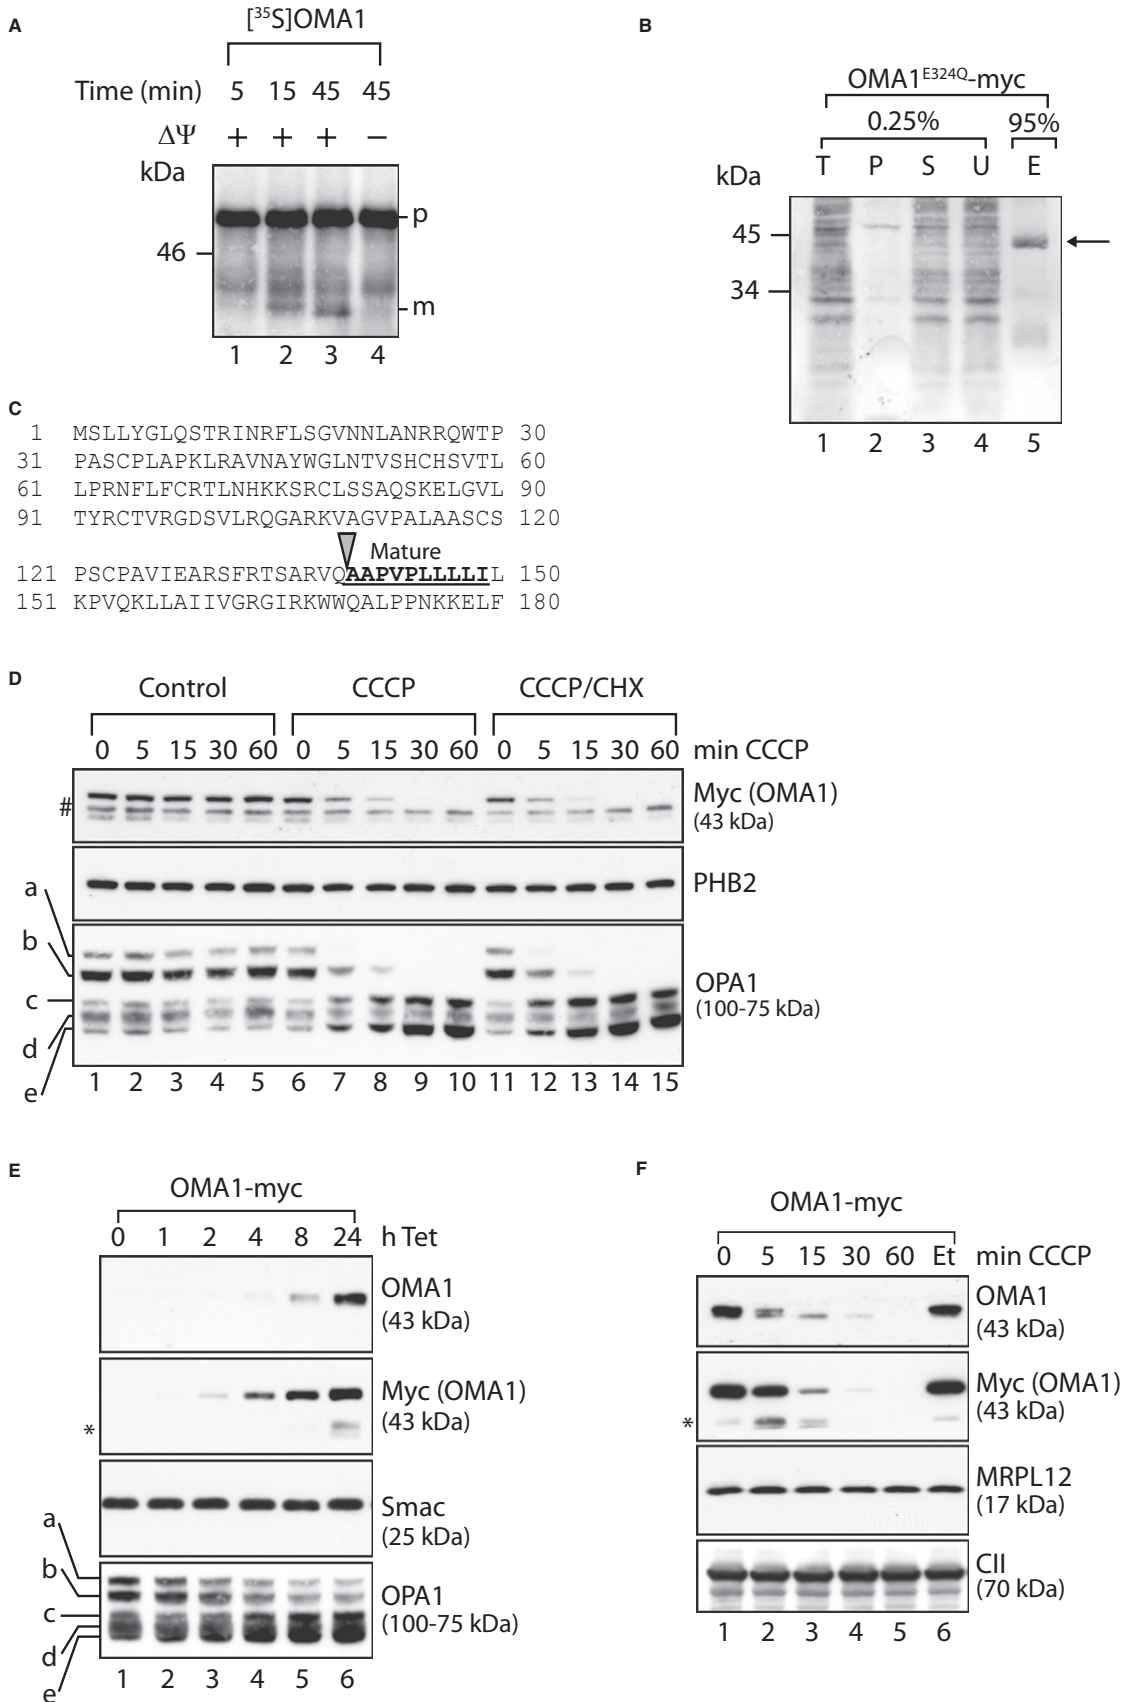 A
[³⁵S]OMA1
Time (min) 5 15 45 45
ΔΨ + + + −
kDa
46
p
m
1 2 3 4
B
OMA1ᴱ³²⁴Q-myc
0.25% 95%
T P S U E
kDa
45
34
1 2 3 4 5
C
1 MSLLYGLQSTRINRFLSGVNNLANRRQWTP 30
31 PASCPLAPKLRAVNAYWGLNTVSHCHSVTL 60
61 LPRNFLFCRTLNHKKSRCLSSAQSKELGVL 90
91 TYRCTVRGDSVLRQGARKVAGVPALAASCS 120
Mature
121 PSCPAVIEARSFRTSARVQAAPVPLLLLIL 150
151 KPVQKLLAIIVGRGIRKWWQALPPNKKELF 180
D
Control CCCP CCCP/CHX
0 5 15 30 60 0 5 15 30 60 0 5 15 30 60 min CCCP
#
Myc (OMA1)
(43 kDa)
PHB2
a
b
c
d
e
OPA1
(100-75 kDa)
1 2 3 4 5 6 7 8 9 10 11 12 13 14 15
E
OMA1-myc
0 1 2 4 8 24 h Tet
OMA1
(43 kDa)
Myc (OMA1)
(43 kDa)
*
Smac
(25 kDa)
a
b
c
d
e
OPA1
(100-75 kDa)
1 2 3 4 5 6
F
OMA1-myc
0 5 15 30 60 Et min CCCP
OMA1
(43 kDa)
Myc (OMA1)
(43 kDa)
*
MRPL12
(17 kDa)
CII
(70 kDa)
1 2 3 4 5 6